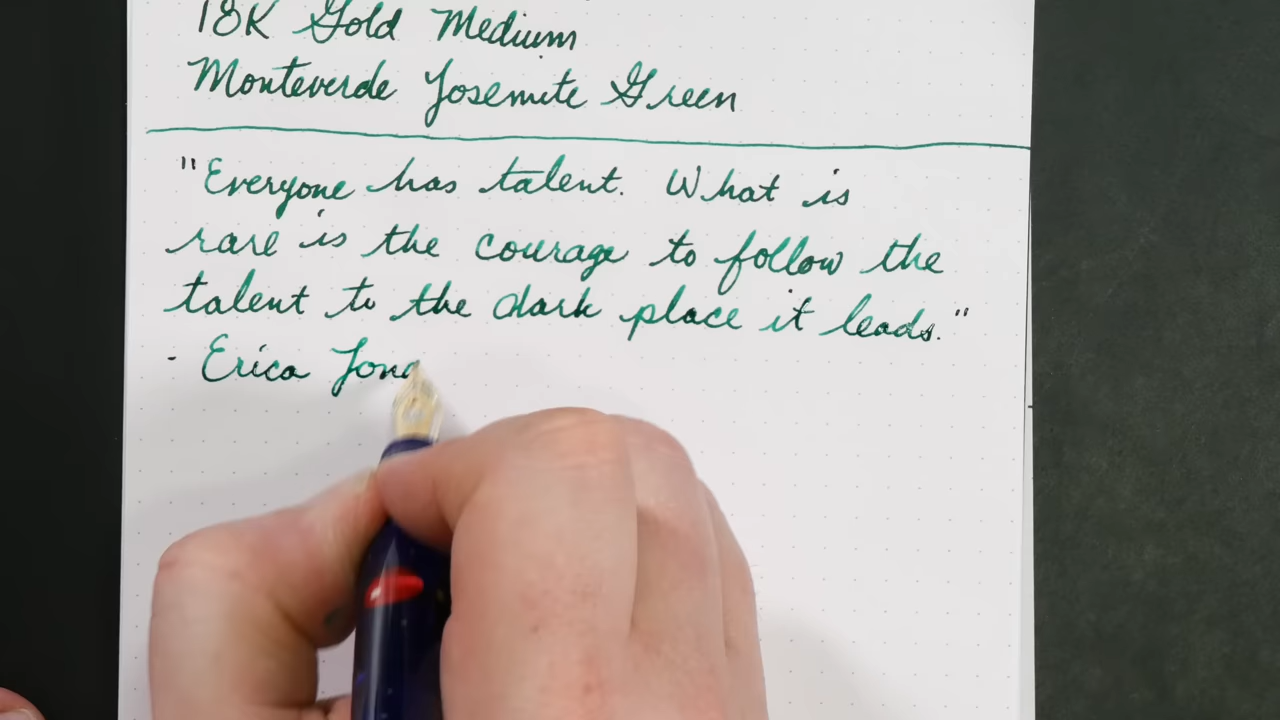 18K Gold Medium
Monteverde Yosemite Green
"Everyone has talent. What is
rare is the courage to follow the
talent to the dark place it leads."
- Erica Jong